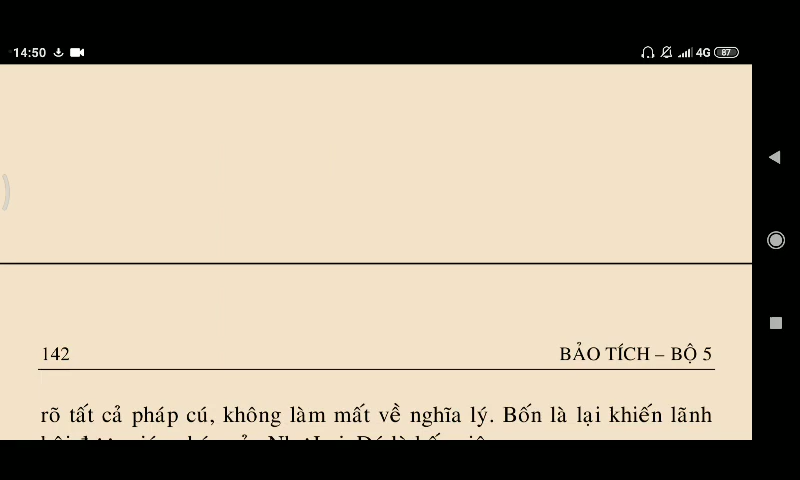 14:50 4G 87
142 BẢO TÍCH – BỘ 5
rõ tất cả pháp cú, không làm mất về nghĩa lý. Bốn là lại khiến lãnh